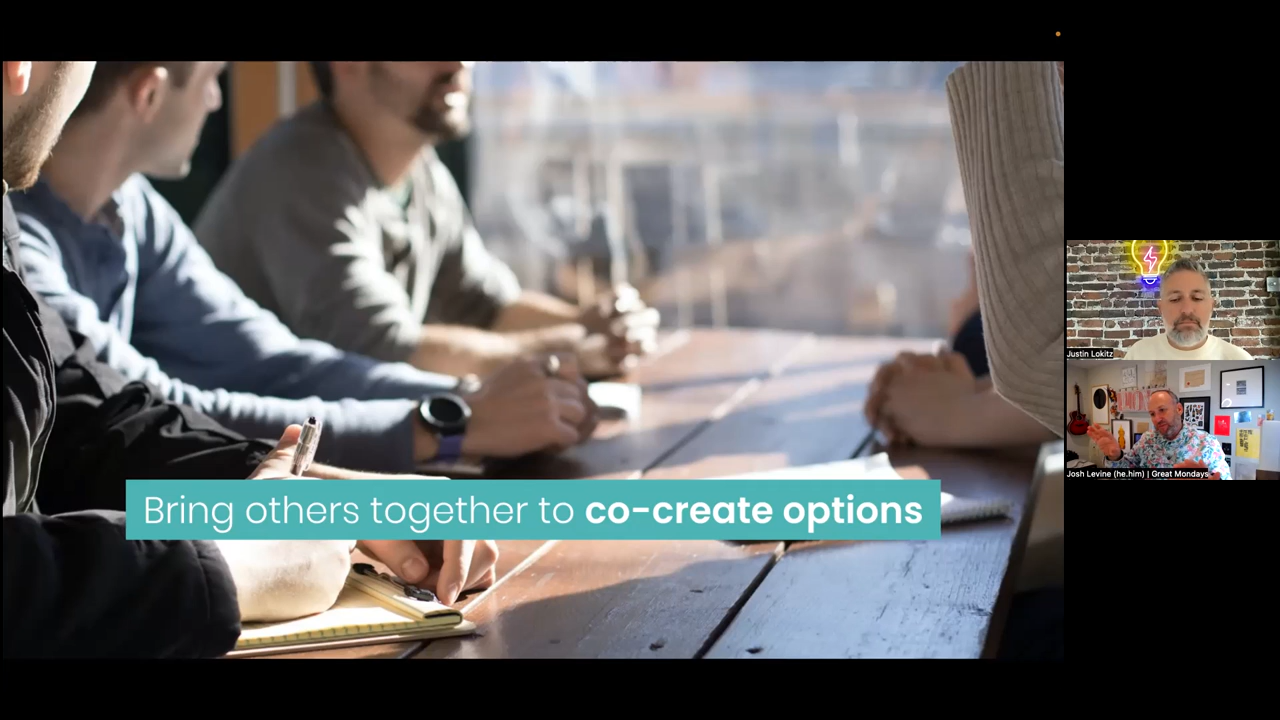 Bring others together to co-create options
Justin Lokitz
Josh Levine (he.him) | Great Mondays